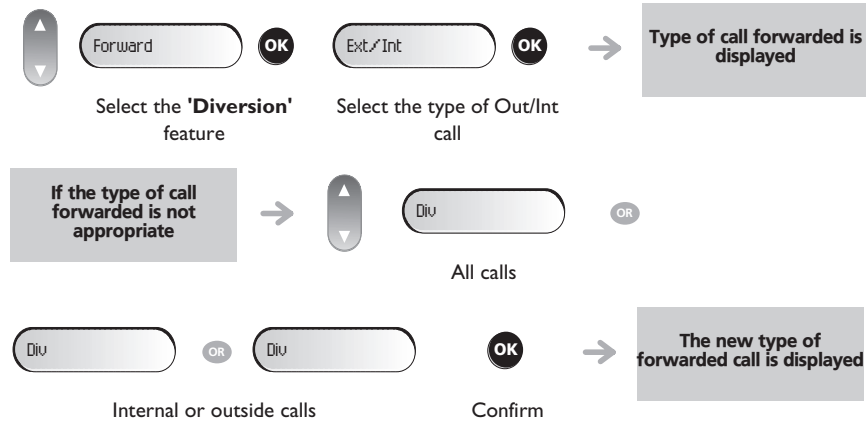 Forward
OK
Ext/Int
OK
Type of call forwarded is
displayed
Select the 'Diversion'
feature
Select the type of Out/Int
call
If the type of call
forwarded is not
appropriate
Div
OR
All calls
Div
OR
Div
OK
The new type of
forwarded call is displayed
Internal or outside calls
Confirm